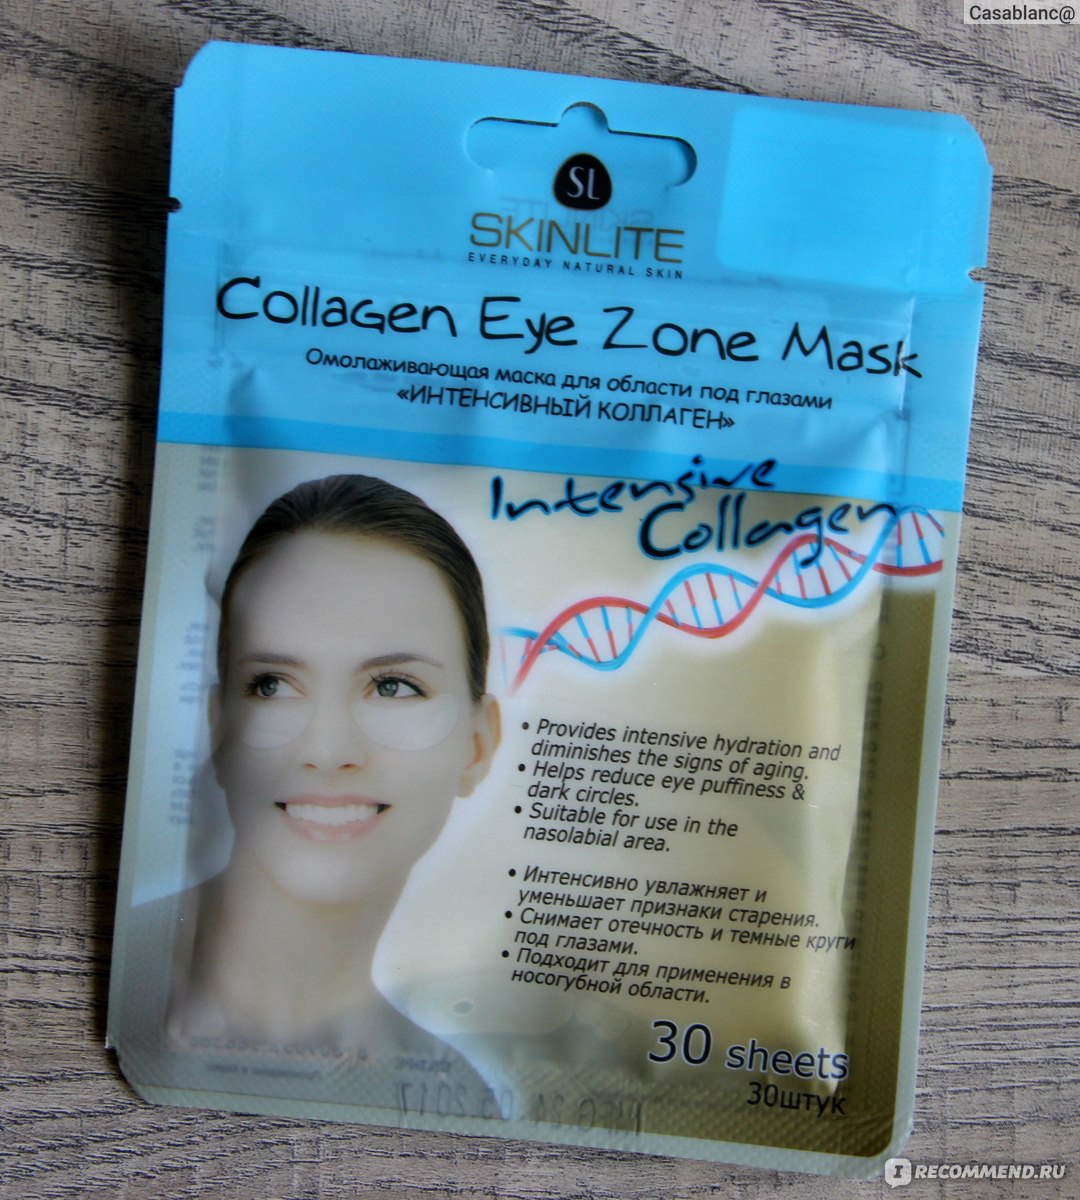 Casablanc@
SL
SKINLITE
EVERYDAY NATURAL SKIN
Collagen Eye Zone Mask
Омолаживающая маска для области под глазами
«ИНТЕНСИВНЫЙ КОЛЛАГЕН»
Intensive
Collagen
• Provides intensive hydration and
diminishes the signs of aging.
• Helps reduce eye puffiness &
dark circles.
• Suitable for use in the
nasolabial area.
• Интенсивно увлажняет и
уменьшает признаки старения.
• Снимает отечность и темные круги
под глазами.
• Подходит для применения в
носогубной области.
30 sheets
30штук
IRECOMMEND.RU